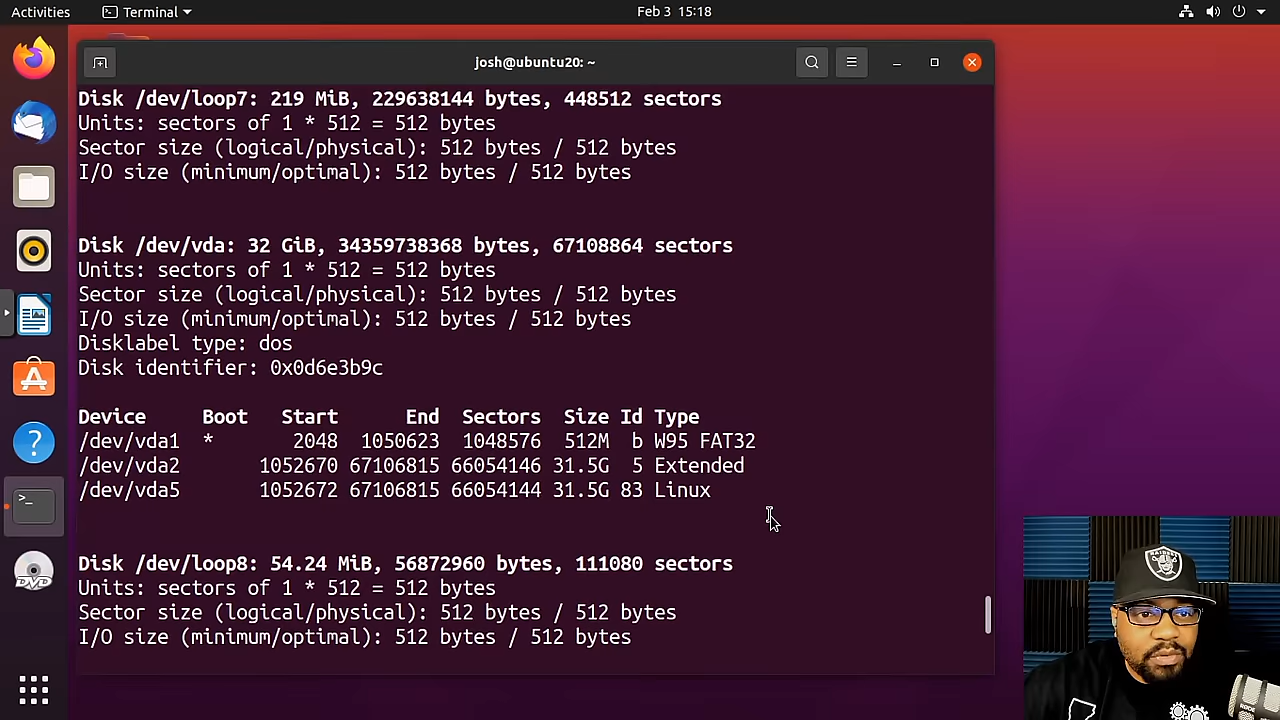 Activities Terminal Feb 3 15:18
josh@ubuntu20: ~
Disk /dev/loop7: 219 MiB, 229638144 bytes, 448512 sectors
Units: sectors of 1 * 512 = 512 bytes
Sector size (logical/physical): 512 bytes / 512 bytes
I/O size (minimum/optimal): 512 bytes / 512 bytes
Disk /dev/vda: 32 GiB, 34359738368 bytes, 67108864 sectors
Units: sectors of 1 * 512 = 512 bytes
Sector size (logical/physical): 512 bytes / 512 bytes
I/O size (minimum/optimal): 512 bytes / 512 bytes
Disklabel type: dos
Disk identifier: 0x0d6e3b9c
Device Boot Start End Sectors Size Id Type
/dev/vda1 * 2048 1050623 1048576 512M b W95 FAT32
/dev/vda2 1052670 67106815 66054146 31.5G 5 Extended
/dev/vda5 1052672 67106815 66054144 31.5G 83 Linux
Disk /dev/loop8: 54.24 MiB, 56872960 bytes, 111080 sectors
Units: sectors of 1 * 512 = 512 bytes
Sector size (logical/physical): 512 bytes / 512 bytes
I/O size (minimum/optimal): 512 bytes / 512 bytes
?
>_
DVD
RAIDERS
RODE